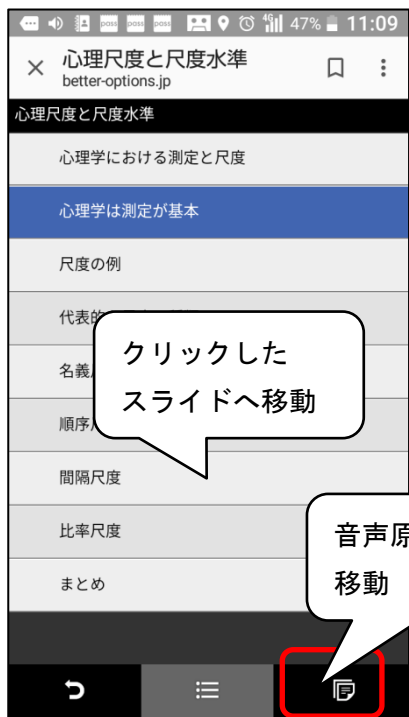 poss poss poss 4G 47% 11:09
心理尺度と尺度水準
better-options.jp
心理尺度と尺度水準
心理学における測定と尺度
心理学は測定が基本
尺度の例
代表的
名義
順序
クリックした
スライドへ移動
間隔尺度
比率尺度
音声原
移動
まとめ